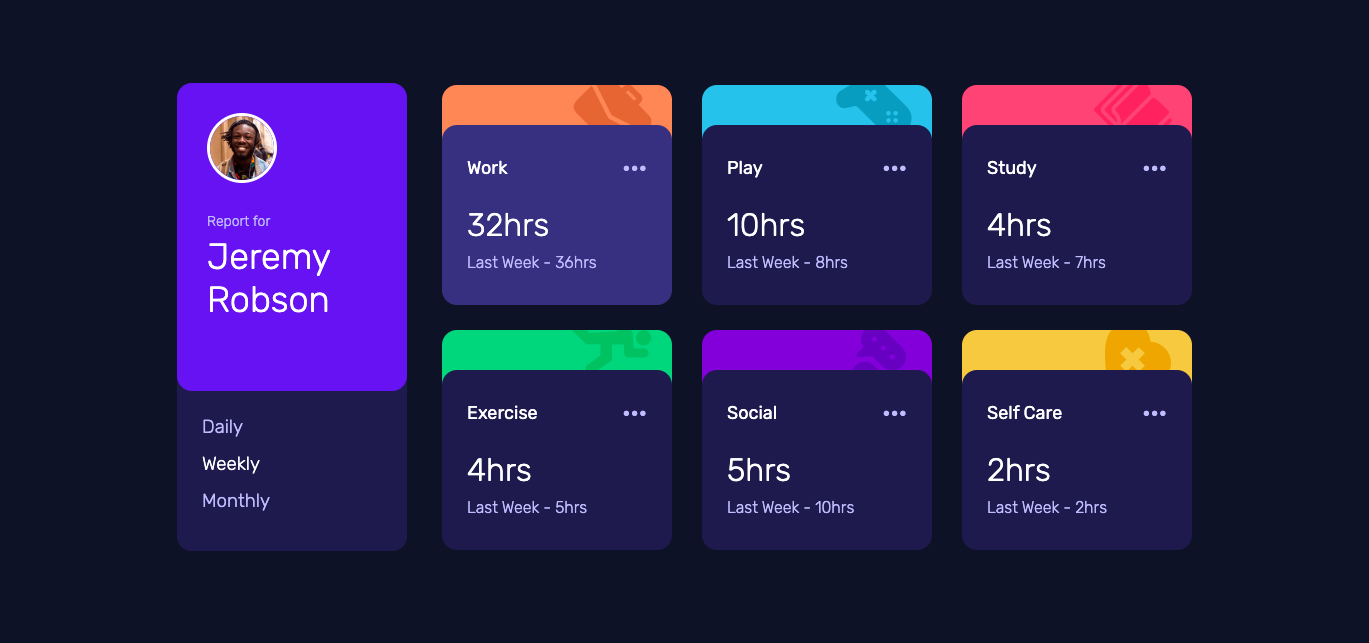 Report for
Jeremy
Robson
Daily
Weekly
Monthly
Work
32hrs
Last Week - 36hrs
Play
10hrs
Last Week - 8hrs
Study
4hrs
Last Week - 7hrs
Exercise
4hrs
Last Week - 5hrs
Social
5hrs
Last Week - 10hrs
Self Care
2hrs
Last Week - 2hrs